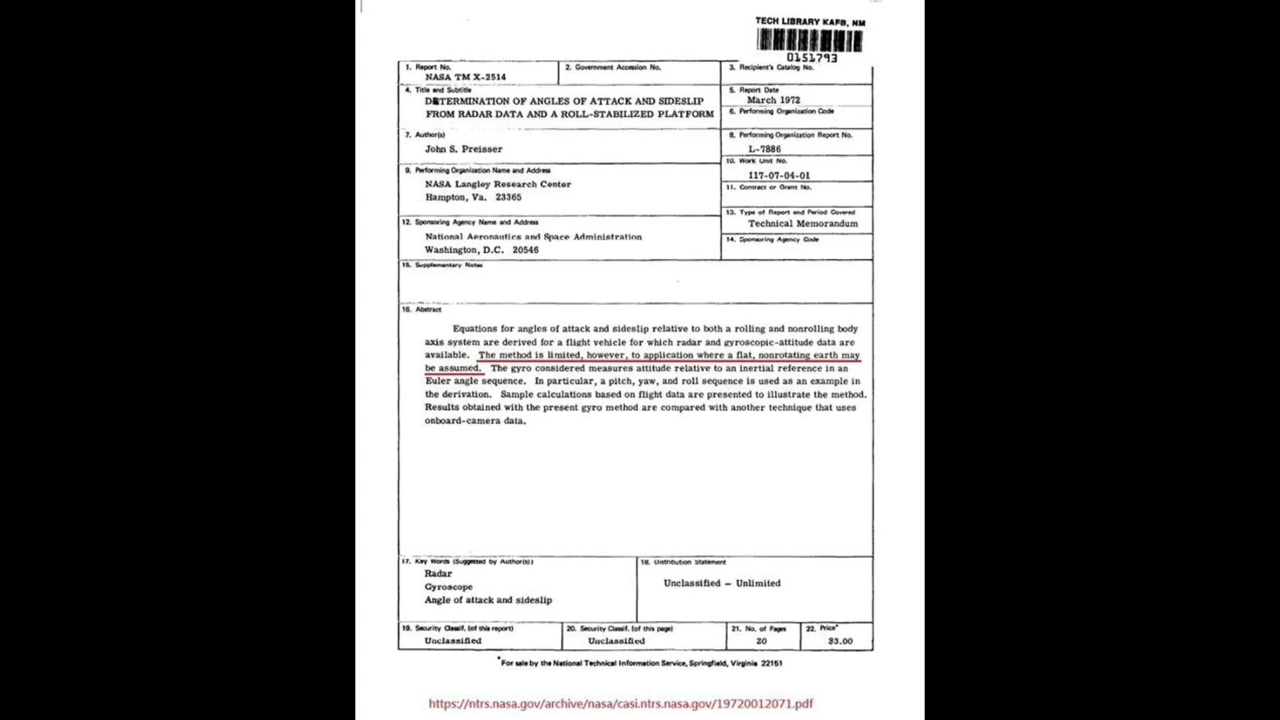 TECH LIBRARY KAFB, NM
0151793
1. Report No.
NASA TM X-2514
2. Government Accession No.
3. Recipient's Catalog No.
4. Title and Subtitle
DETERMINATION OF ANGLES OF ATTACK AND SIDESLIP
FROM RADAR DATA AND A ROLL-STABILIZED PLATFORM
5. Report Date
March 1972
6. Performing Organization Code
7. Author(s)
John S. Preisser
8. Performing Organization Report No.
L-7886
10. Work Unit No.
117-07-04-01
9. Performing Organization Name and Address
NASA Langley Research Center
Hampton, Va. 23365
11. Contract or Grant No.
13. Type of Report and Period Covered
Technical Memorandum
12. Sponsoring Agency Name and Address
National Aeronautics and Space Administration
Washington, D.C. 20546
14. Sponsoring Agency Code
15. Supplementary Notes
16. Abstract
Equations for angles of attack and sideslip relative to both a rolling and nonrolling body
axis system are derived for a flight vehicle for which radar and gyroscopic-attitude data are
available. The method is limited, however, to application where a flat, nonrotating earth may
be assumed. The gyro considered measures attitude relative to an inertial reference in an
Euler angle sequence. In particular, a pitch, yaw, and roll sequence is used as an example in
the derivation. Sample calculations based on flight data are presented to illustrate the method.
Results obtained with the present gyro method are compared with another technique that uses
onboard-camera data.
17. Key Words (Suggested by Author(s))
Radar
Gyroscope
Angle of attack and sideslip
18. Distribution Statement
Unclassified – Unlimited
19. Security Classif. (of this report)
Unclassified
20. Security Classif. (of this page)
Unclassified
21. No. of Pages
20
22. Price*
$3.00
*For sale by the National Technical Information Service, Springfield, Virginia 22151
https://ntrs.nasa.gov/archive/nasa/casi.ntrs.nasa.gov/19720012071.pdf